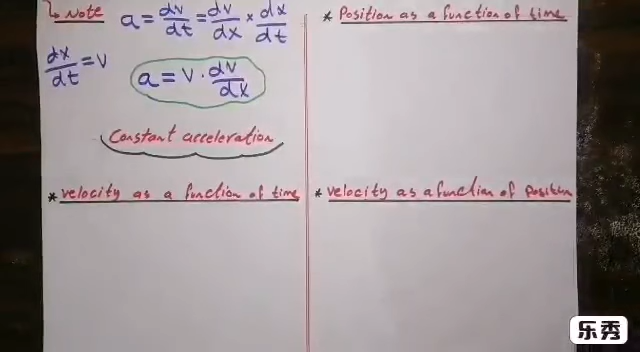 Note
a = dv/dt = dv/dx × dx/dt
dx/dt = v
a = v · dv/dx
Constant acceleration
* velocity as a function of time
* Position as a function of time
* velocity as a function of position
乐秀